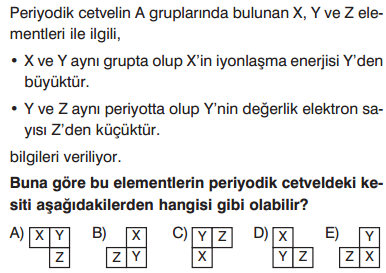 Periyodik cetvelin A gruplarında bulunan X, Y ve Z ele-
mentleri ile ilgili,
• X ve Y aynı grupta olup X'in iyonlaşma enerjisi Y'den
büyüktür.
• Y ve Z aynı periyotta olup Y'nin değerlik elektron sa-
yısı Z'den küçüktür.
bilgileri veriliyor.
Buna göre bu elementlerin periyodik cetveldeki ke-
siti aşağıdakilerden hangisi gibi olabilir?
A) X Y B) X C) Y Z D) X E) Y
Z Z Y X Y Z Z X